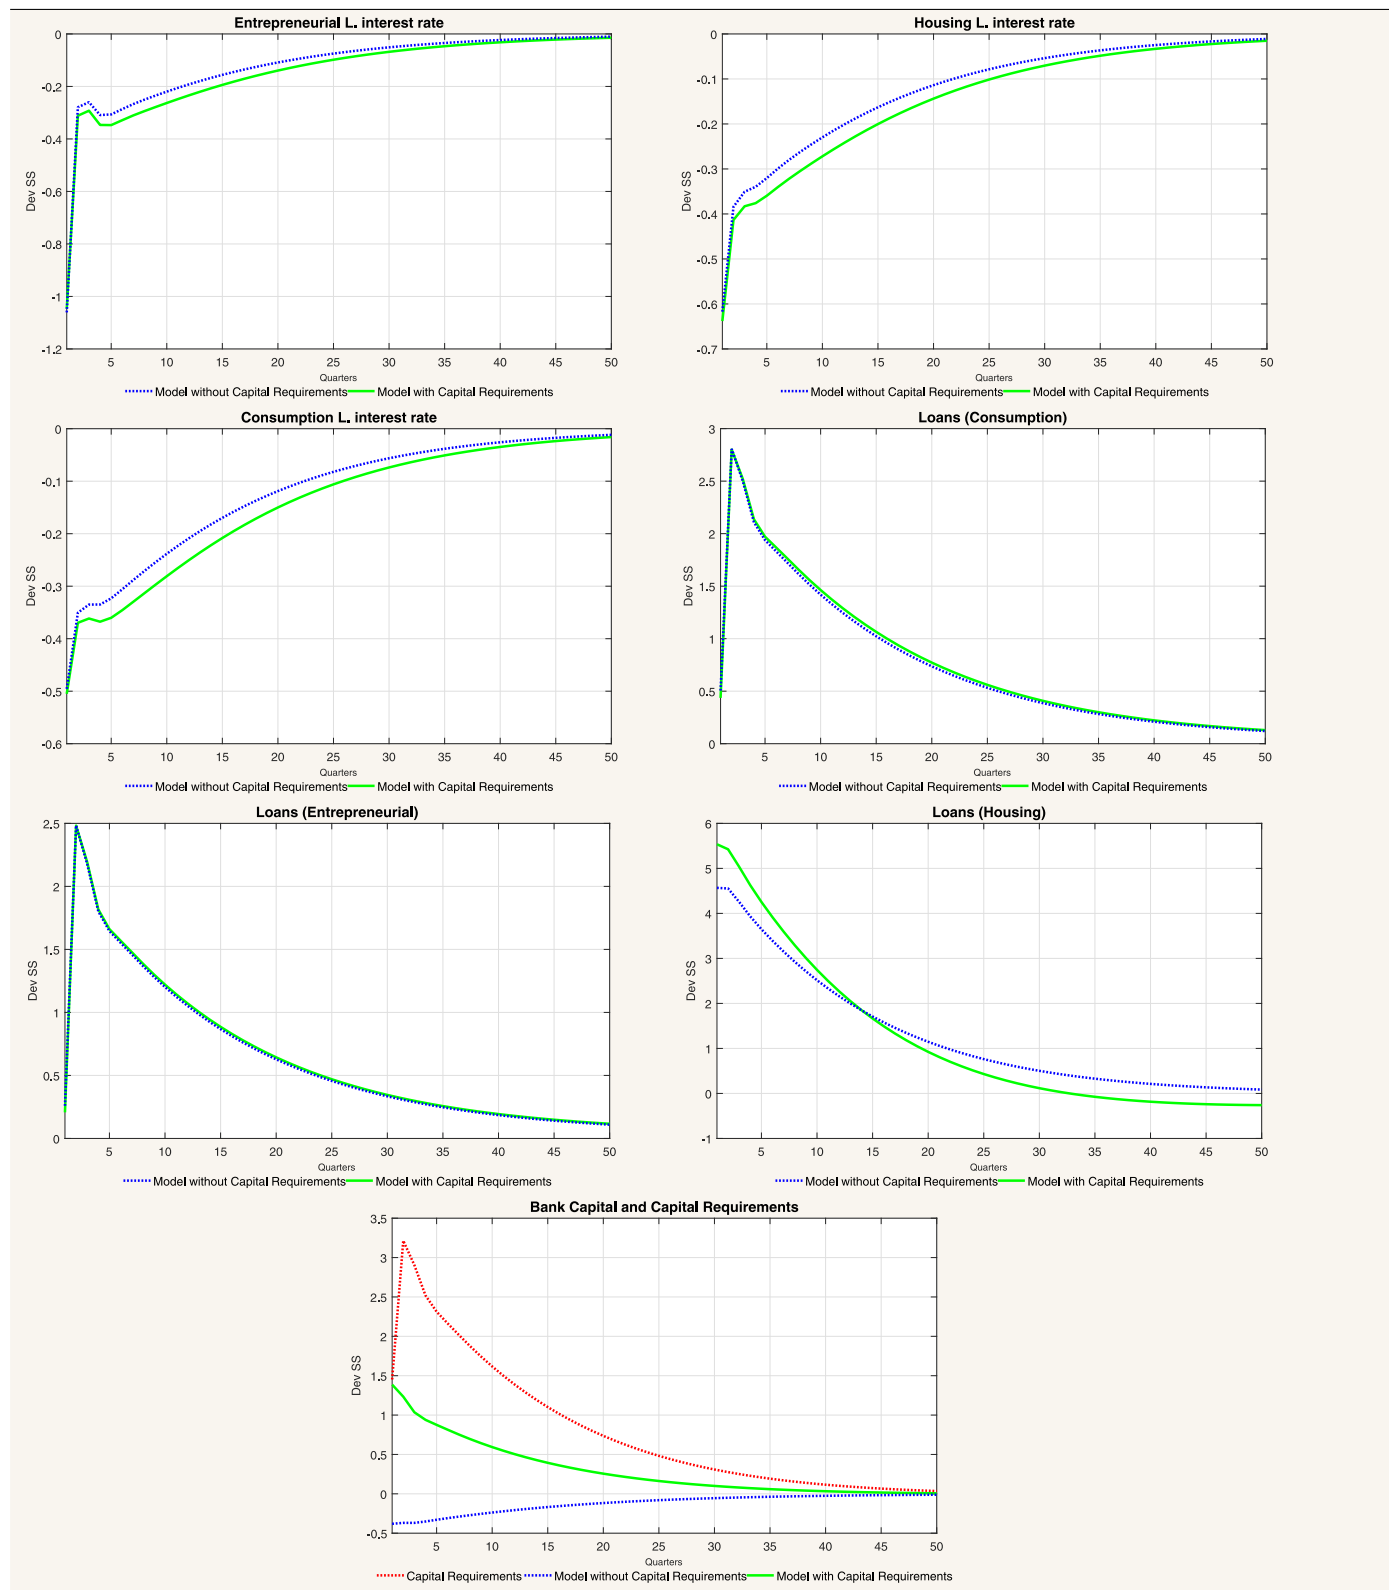 Entrepreneurial L. interest rate
0
-0.2
-0.4
-0.6
-0.8
-1
-1.2
Dev SS
5 10 15 20 25 30 35 40 45 50
Quarters
Model without Capital Requirements Model with Capital Requirements
Housing L. interest rate
0
-0.1
-0.2
-0.3
-0.4
-0.5
-0.6
-0.7
Dev SS
5 10 15 20 25 30 35 40 45 50
Quarters
Model without Capital Requirements Model with Capital Requirements
Consumption L. interest rate
0
-0.1
-0.2
-0.3
-0.4
-0.5
-0.6
Dev SS
5 10 15 20 25 30 35 40 45 50
Quarters
Model without Capital Requirements Model with Capital Requirements
Loans (Consumption)
3
2.5
2
1.5
1
0.5
0
Dev SS
5 10 15 20 25 30 35 40 45 50
Quarters
Model without Capital Requirements Model with Capital Requirements
Loans (Entrepreneurial)
2.5
2
1.5
1
0.5
0
Dev SS
5 10 15 20 25 30 35 40 45 50
Quarters
Model without Capital Requirements Model with Capital Requirements
Loans (Housing)
6
5
4
3
2
1
0
-1
Dev SS
5 10 15 20 25 30 35 40 45 50
Quarters
Model without Capital Requirements Model with Capital Requirements
Bank Capital and Capital Requirements
3.5
3
2.5
2
1.5
1
0.5
0
-0.5
Dev SS
5 10 15 20 25 30 35 40 45 50
Quarters
Capital Requirements Model without Capital Requirements Model with Capital Requirements